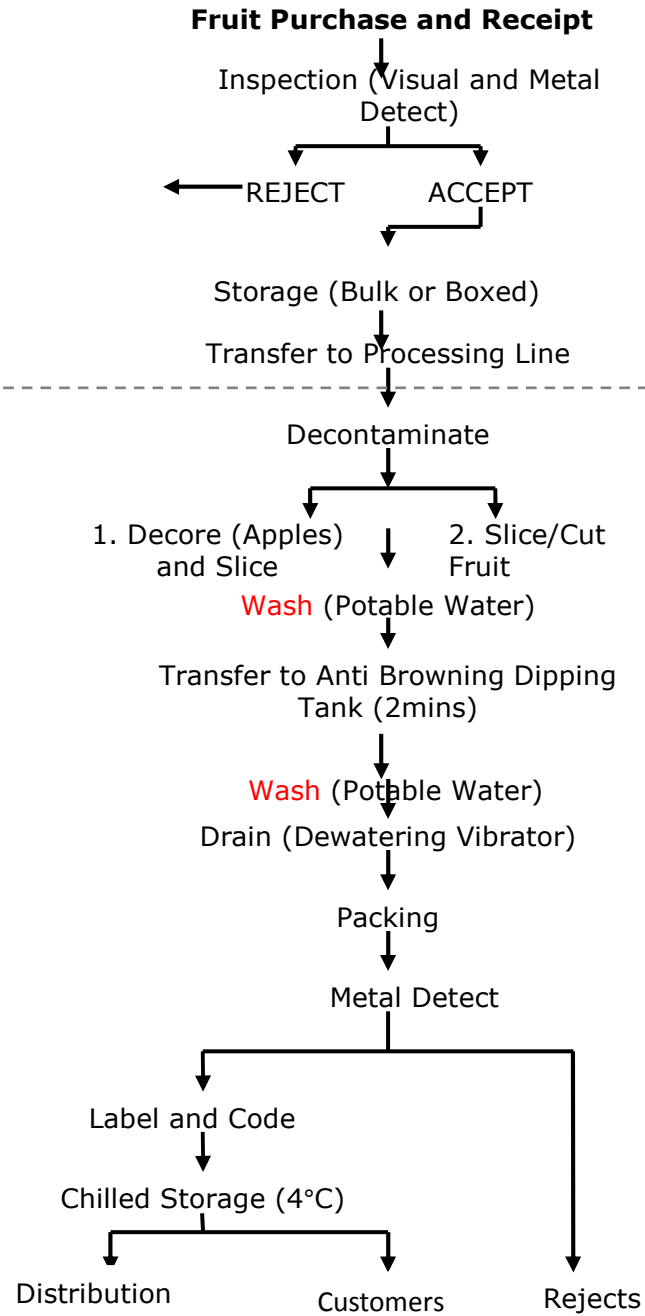 Fruit Purchase and Receipt
Inspection (Visual and Metal
Detect)
REJECT
ACCEPT
Storage (Bulk or Boxed)
Transfer to Processing Line
Decontaminate
1. Decore (Apples)
and Slice
2. Slice/Cut
Fruit
Wash (Potable Water)
Transfer to Anti Browning Dipping
Tank (2mins)
Wash (Potable Water)
Drain (Dewatering Vibrator)
Packing
Metal Detect
Label and Code
Chilled Storage (4°C)
Distribution
Customers
Rejects